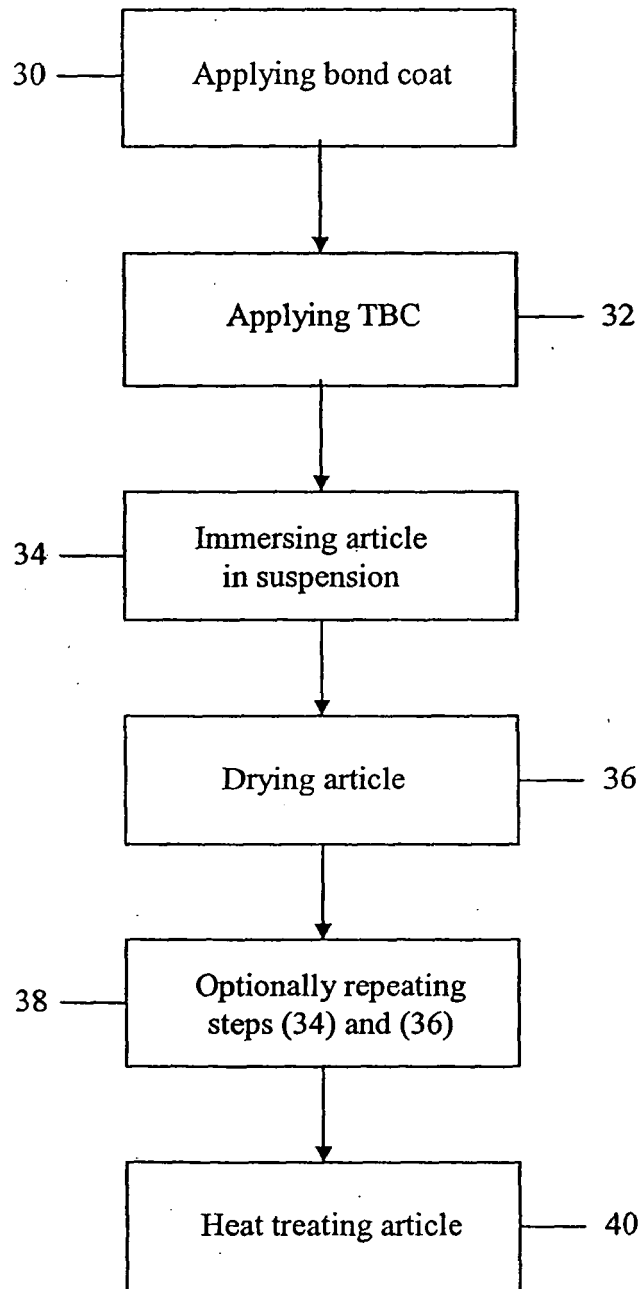 30
Applying bond coat
Applying TBC
32
34
Immersing article
in suspension
Drying article
36
38
Optionally repeating
steps (34) and (36)
Heat treating article
40